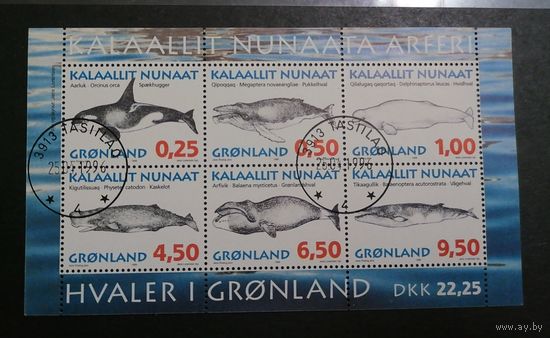 KALAALLIT NUNAATA ARFERI
KALAALLIT NUNAAT
Aarluk · Orcinus orca · Spækhugger
0,25
GRØNLAND
KALAALLIT NUNAAT
Qipoqqaq · Megaptera novaeangliae · Pukkelhval
0,50
GRØNLAND
KALAALLIT NUNAAT
Qilalugaq qaqortaq · Delphinapterus leucas · Hvidhval
1,00
GRØNLAND
3913 TASIILAQ
1996
3913 TASIILAQ
KALAALLIT NUNAAT
Kigutilissuaq · Physeter catodon · Kaskelot
4,50
GRØNLAND
KALAALLIT NUNAAT
Arfivik · Balaena mysticetus · Grønlandshval
6,50
GRØNLAND
KALAALLIT NUNAAT
Tikaagullik · Balaenoptera acutorostrata · Vågehval
9,50
GRØNLAND
HVALER I GRØNLAND DKK 22,25
www.ay.by